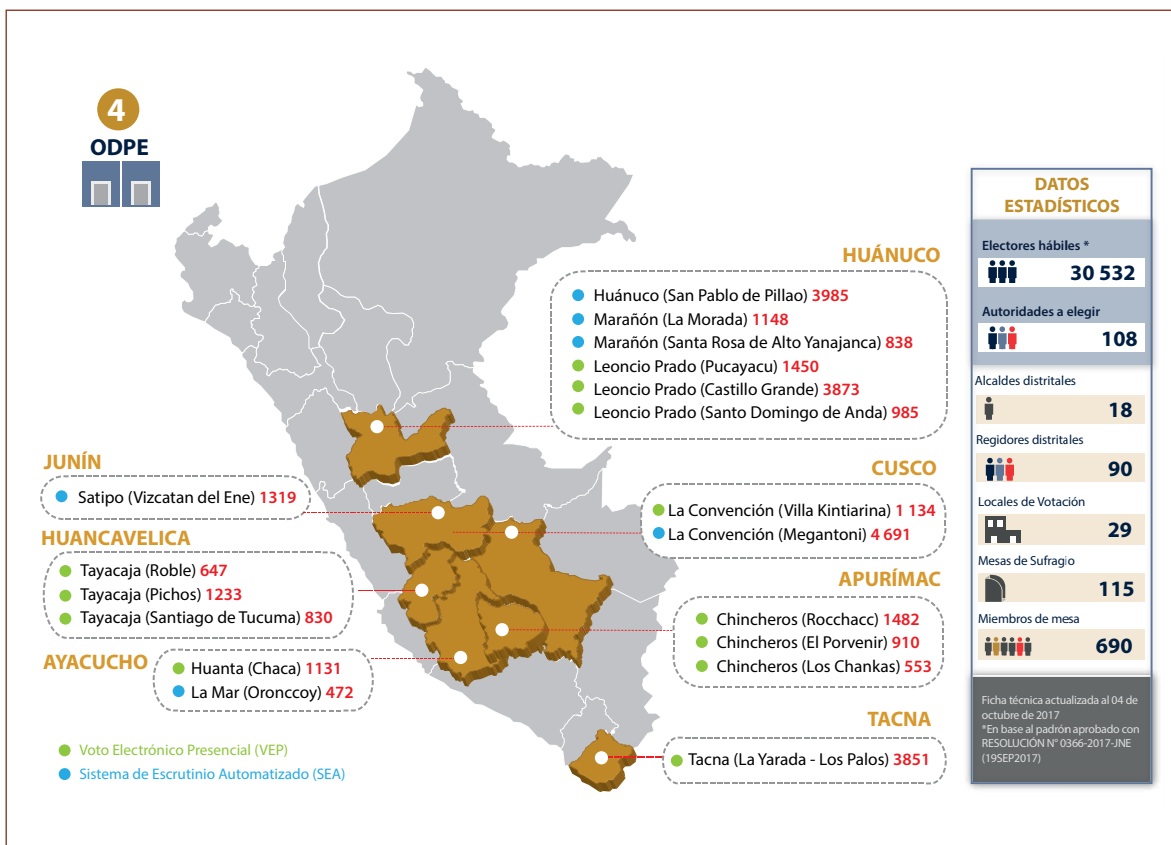 4
ODPE
HUÁNUCO
Huánuco (San Pablo de Pillao) 3985
Marañón (La Morada) 1148
Marañón (Santa Rosa de Alto Yanajanca) 838
Leoncio Prado (Pucayacu) 1450
Leoncio Prado (Castillo Grande) 3873
Leoncio Prado (Santo Domingo de Anda) 985
JUNÍN
Satipo (Vizcatan del Ene) 1319
CUSCO
La Convención (Villa Kintiarina) 1 134
La Convención (Megantoni) 4 691
HUANCAVELICA
Tayacaja (Roble) 647
Tayacaja (Pichos) 1233
Tayacaja (Santiago de Tucuma) 830
APURÍMAC
Chincheros (Rocchacc) 1482
Chincheros (El Porvenir) 910
Chincheros (Los Chankas) 553
AYACUCHO
Huanta (Chaca) 1131
La Mar (Oronccoy) 472
TACNA
Tacna (La Yarada - Los Palos) 3851
Voto Electrónico Presencial (VEP)
Sistema de Escrutinio Automatizado (SEA)
DATOS
ESTADÍSTICOS
Electores hábiles *
30 532
Autoridades a elegir
108
Alcaldes distritales
18
Regidores distritales
90
Locales de Votación
29
Mesas de Sufragio
115
Miembros de mesa
690
Ficha técnica actualizada al 04 de
octubre de 2017
*En base al padrón aprobado con
RESOLUCIÓN N° 0366-2017-JNE
(19SEP2017)